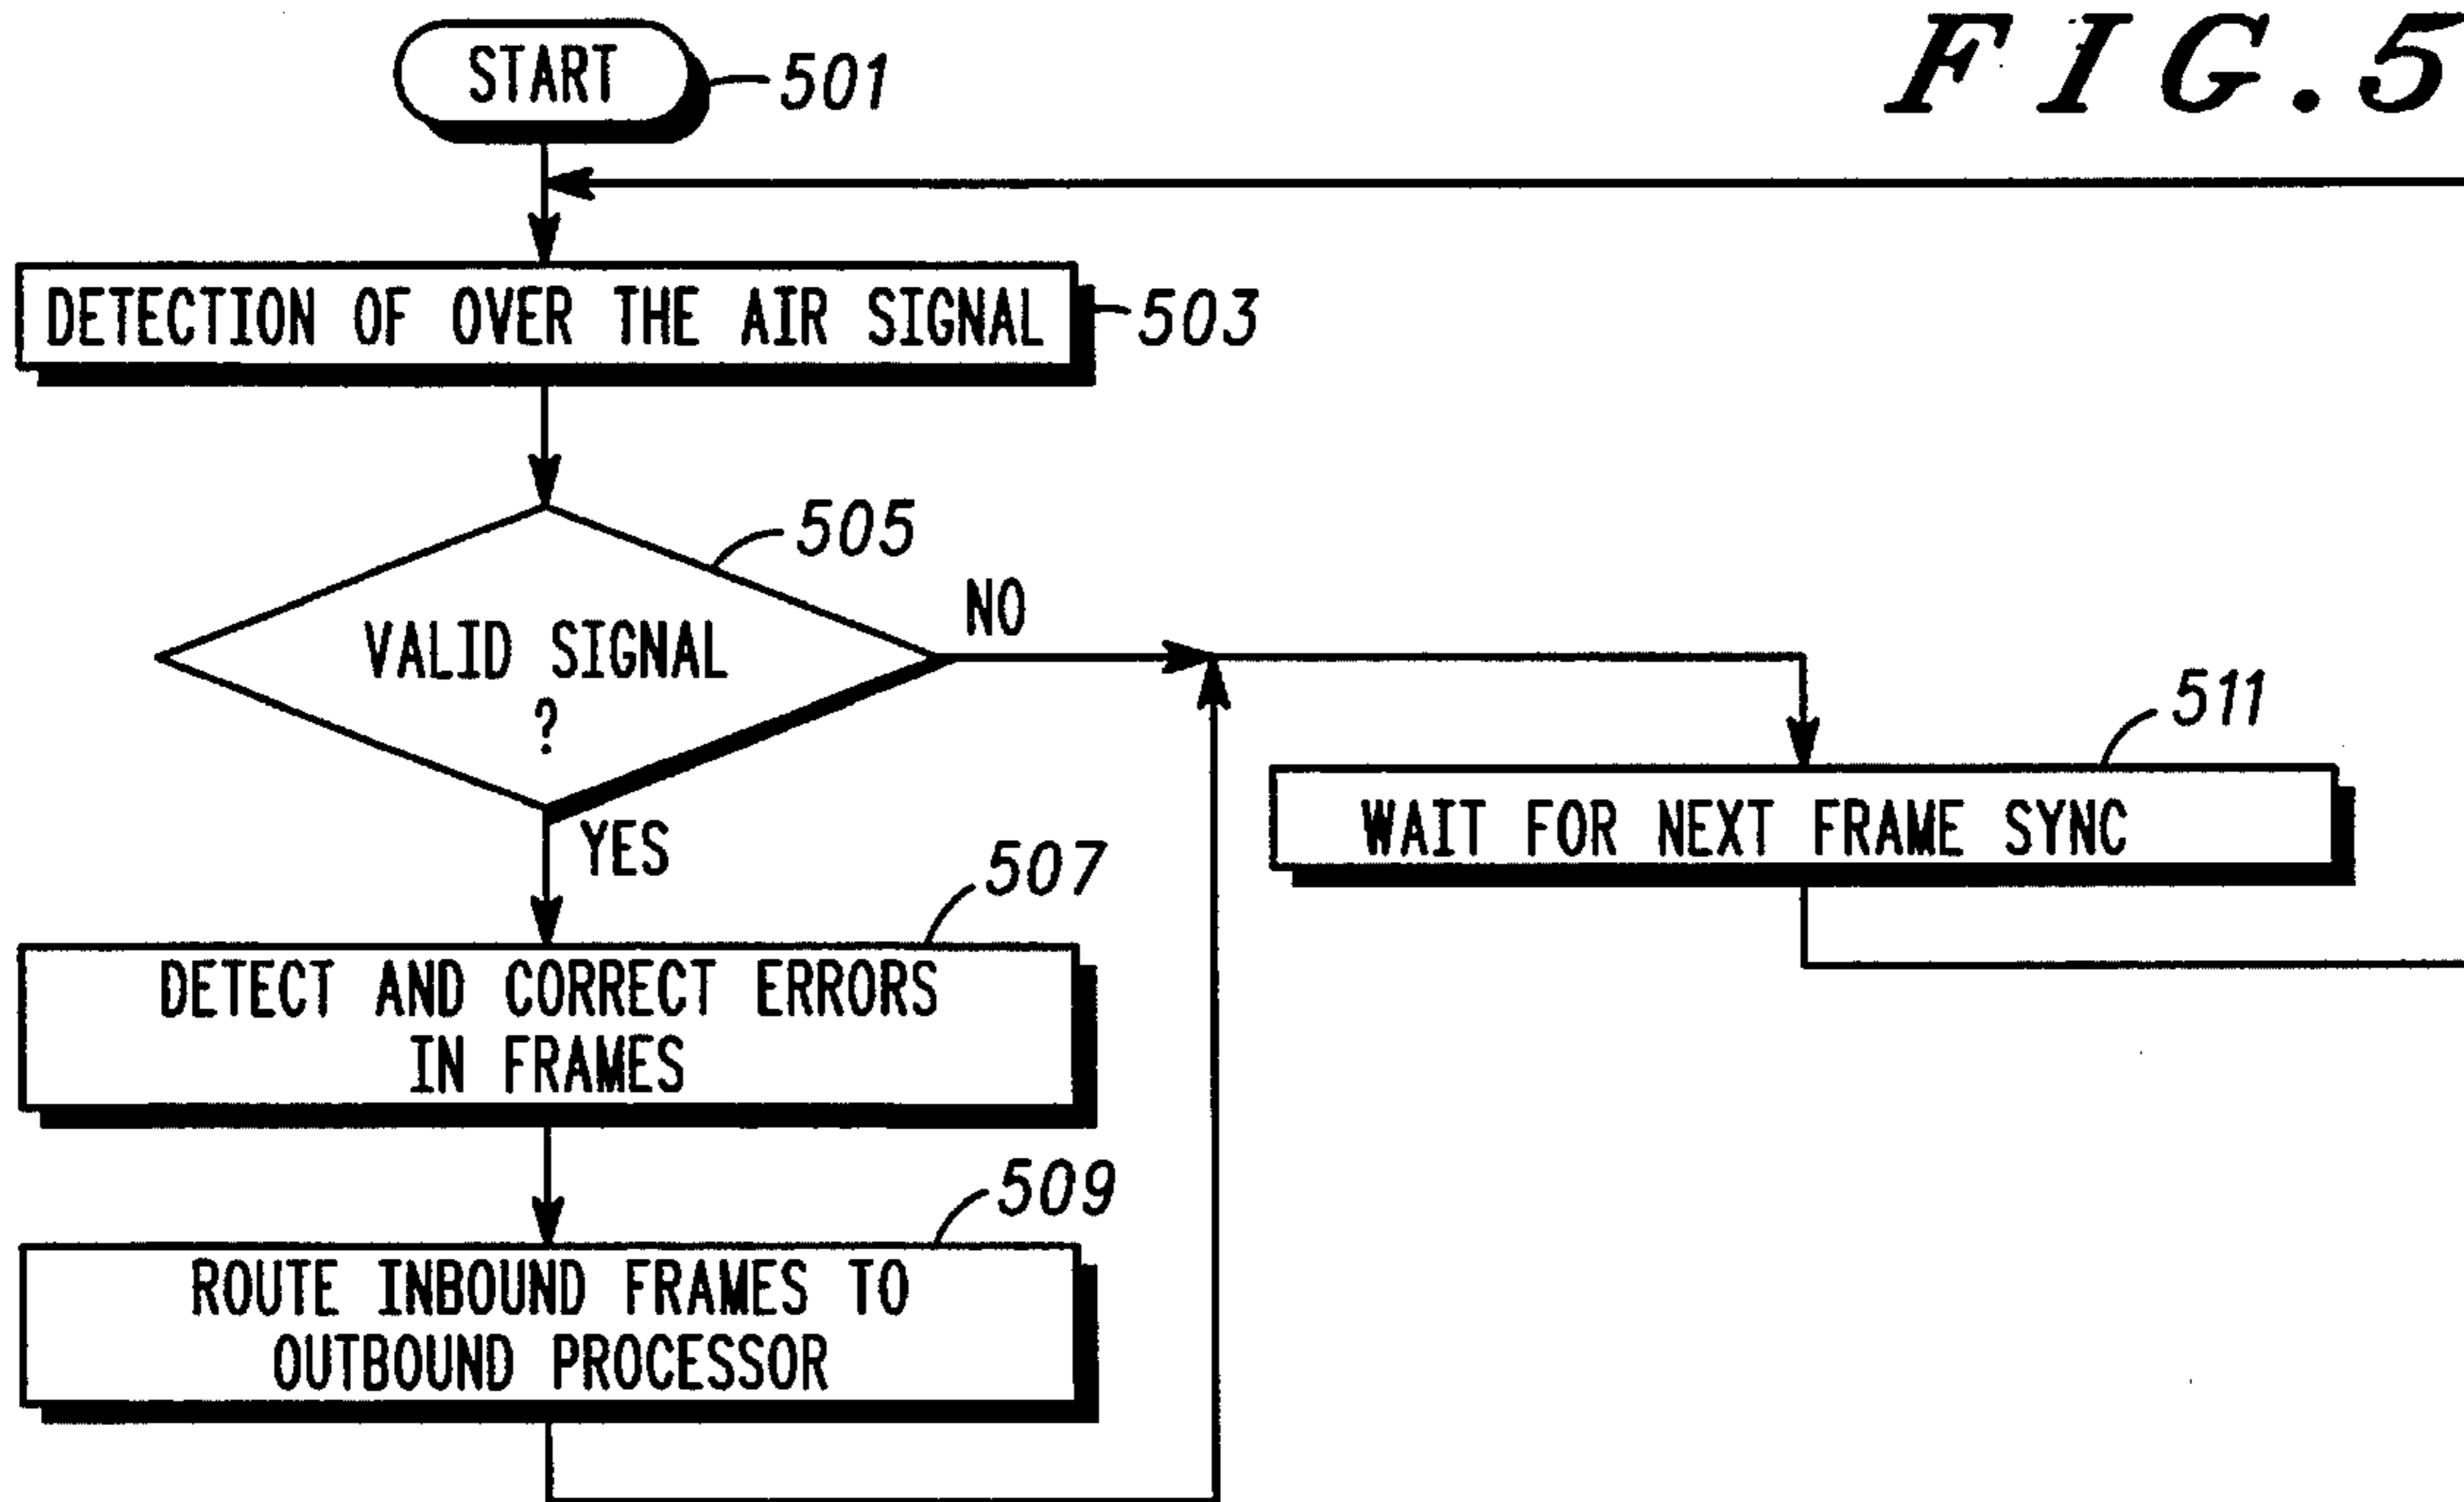 FIG.5
START
501
DETECTION OF OVER THE AIR SIGNAL
503
505
VALID SIGNAL
?
NO
YES
507
DETECT AND CORRECT ERRORS
IN FRAMES
509
ROUTE INBOUND FRAMES TO
OUTBOUND PROCESSOR
511
WAIT FOR NEXT FRAME SYNC